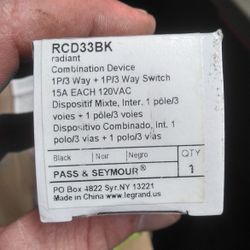 RCD33BK
radiant
Combination Device
1P/3 Way + 1P/3 Way Switch
15A EACH 120VAC
Dispositif Mixte, Inter. 1 pôle/3
voies + 1 pôle/3 voies
Dispositivo Combinado, Int. 1
polo/3 vías + 1 polo/3 vías
Black Noir Negro QTY
PASS & SEYMOUR® 1
PO Box 4822 Syr.NY 13221
Made in China www.legrand.us